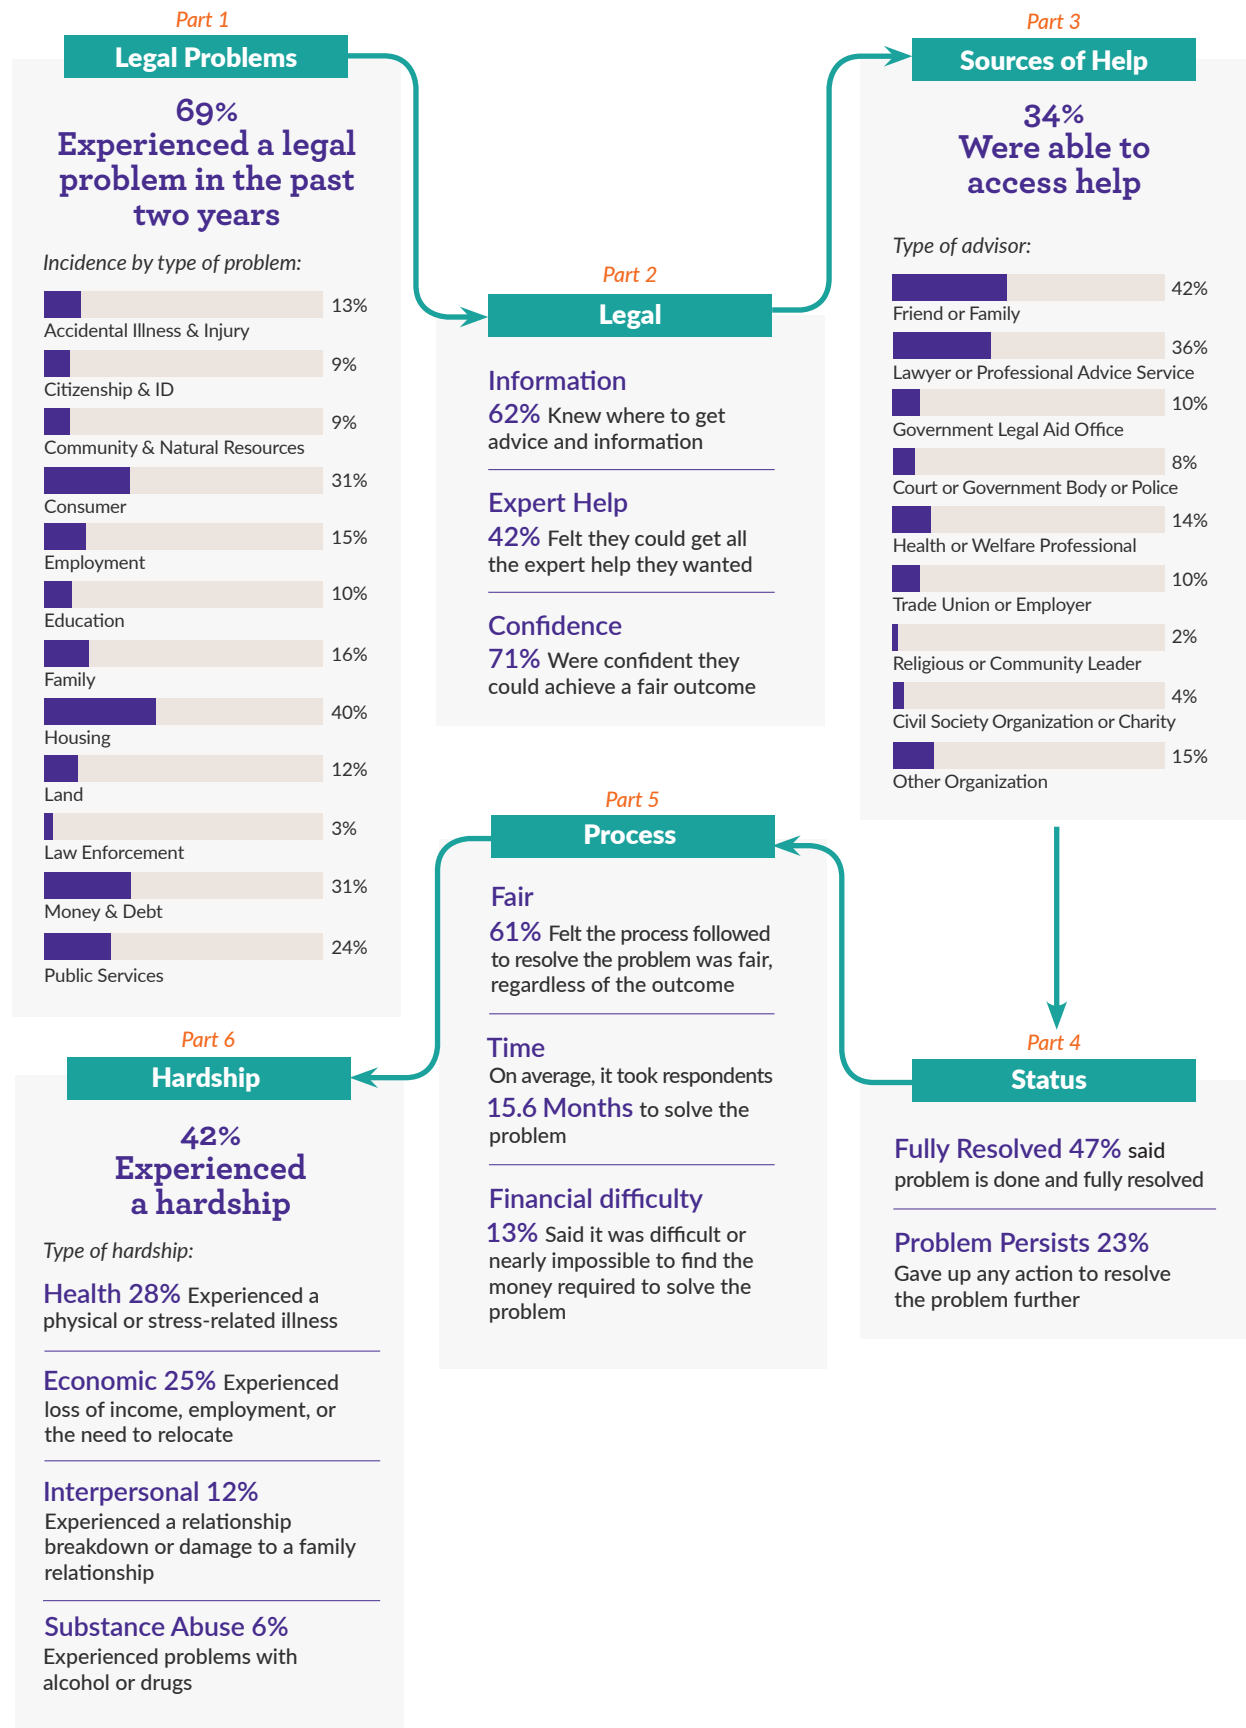 Part 1
Legal Problems
69%
Experienced a legal
problem in the past
two years
Incidence by type of problem:
13%
Accidental Illness & Injury
9%
Citizenship & ID
9%
Community & Natural Resources
31%
Consumer
15%
Employment
10%
Education
16%
Family
40%
Housing
12%
Land
3%
Law Enforcement
31%
Money & Debt
24%
Public Services
Part 2
Legal
Information
62% Knew where to get
advice and information
Expert Help
42% Felt they could get all
the expert help they wanted
Confidence
71% Were confident they
could achieve a fair outcome
Part 3
Sources of Help
34%
Were able to
access help
Type of advisor:
42%
Friend or Family
36%
Lawyer or Professional Advice Service
10%
Government Legal Aid Office
8%
Court or Government Body or Police
14%
Health or Welfare Professional
10%
Trade Union or Employer
2%
Religious or Community Leader
4%
Civil Society Organization or Charity
15%
Other Organization
Part 4
Status
Fully Resolved 47% said
problem is done and fully resolved
Problem Persists 23%
Gave up any action to resolve
the problem further
Part 5
Process
Fair
61% Felt the process followed
to resolve the problem was fair,
regardless of the outcome
Time
On average, it took respondents
15.6 Months to solve the
problem
Financial difficulty
13% Said it was difficult or
nearly impossible to find the
money required to solve the
problem
Part 6
Hardship
42%
Experienced
a hardship
Type of hardship:
Health 28% Experienced a
physical or stress-related illness
Economic 25% Experienced
loss of income, employment, or
the need to relocate
Interpersonal 12%
Experienced a relationship
breakdown or damage to a family
relationship
Substance Abuse 6%
Experienced problems with
alcohol or drugs